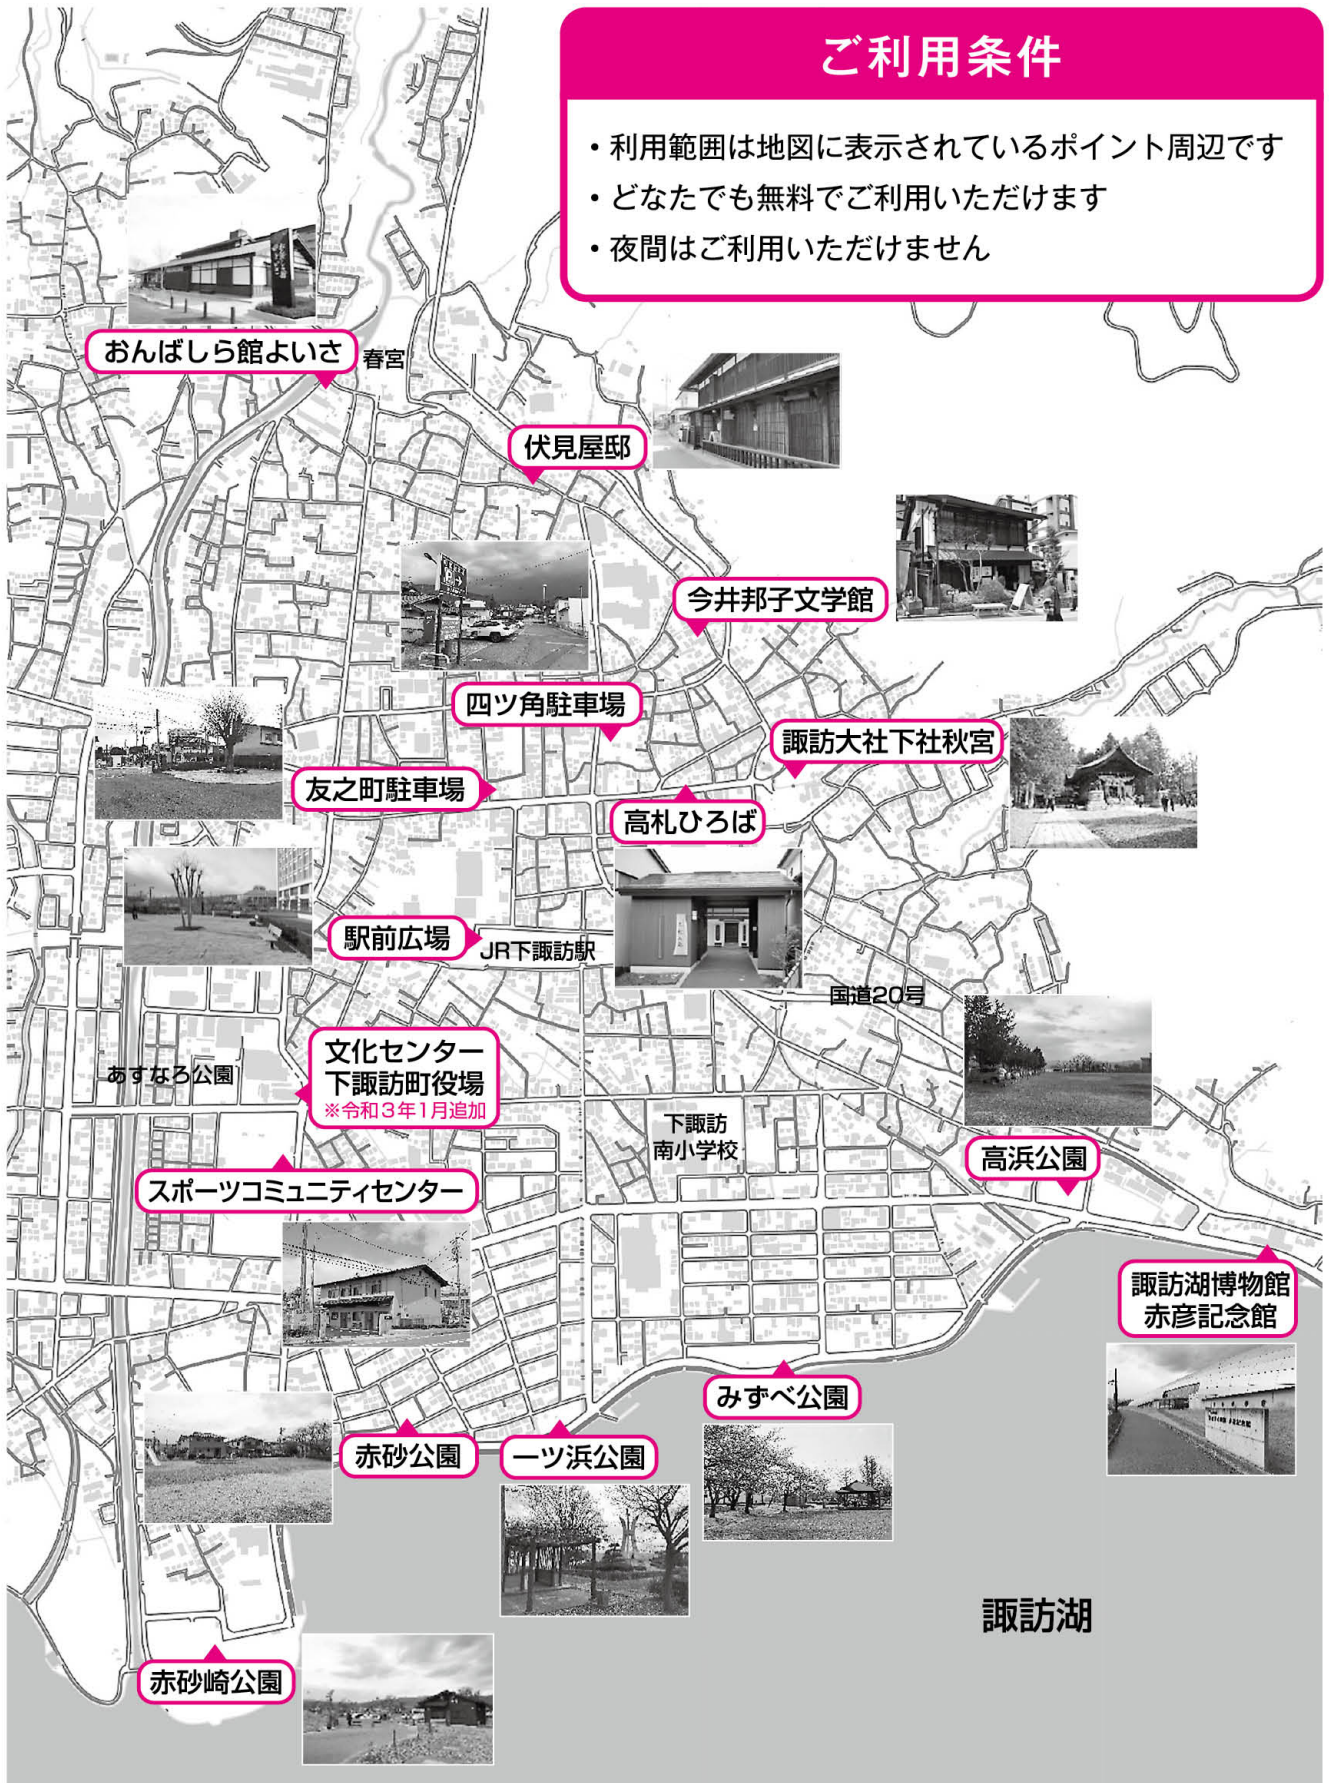 ご利用条件
・利用範囲は地図に表示されているポイント周辺です
・どなたでも無料でご利用いただけます
・夜間はご利用いただけません
おんばしら館よいさ
春宮
伏見屋邸
今井邦子文学館
四ツ角駐車場
諏訪大社下社秋宮
友之町駐車場
高札ひろば
駅前広場
JR下諏訪駅
国道20号
文化センター
下諏訪町役場
※令和3年1月追加
あすなろ公園
下諏訪
南小学校
高浜公園
スポーツコミュニティセンター
諏訪湖博物館
赤彦記念館
みずべ公園
赤砂公園
一ツ浜公園
諏訪湖
赤砂崎公園